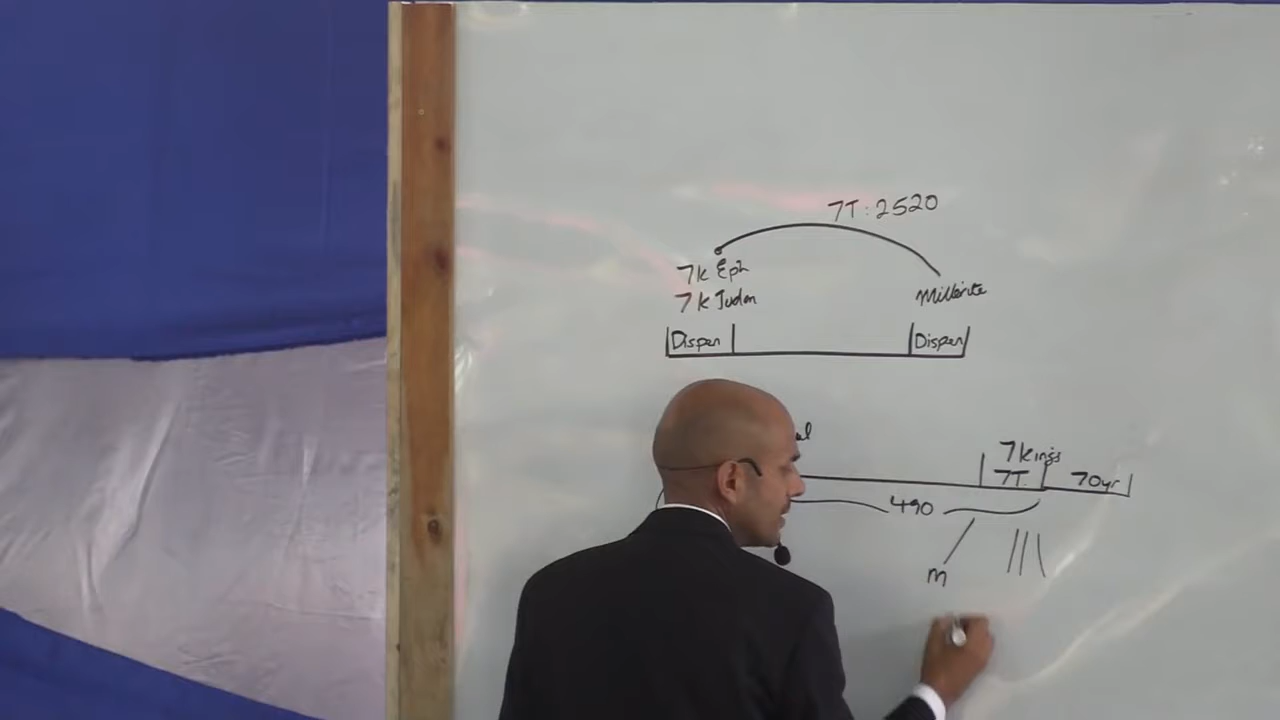 7T: 2520
7k Eph
7k Judah
Millerite
Dispen
Dispen
7 kings
7T.
70yr
490
m